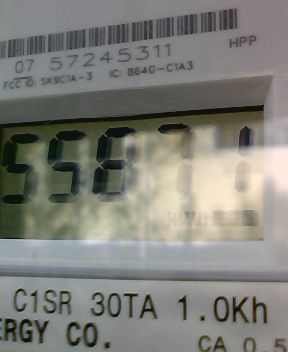 07 57245311
HPP
FCC ID: SK9C1A-3 IC: 864G-C1A3
55871
KWH
C1SR 30TA 1.0Kh
ERGY CO.
CA 0.5